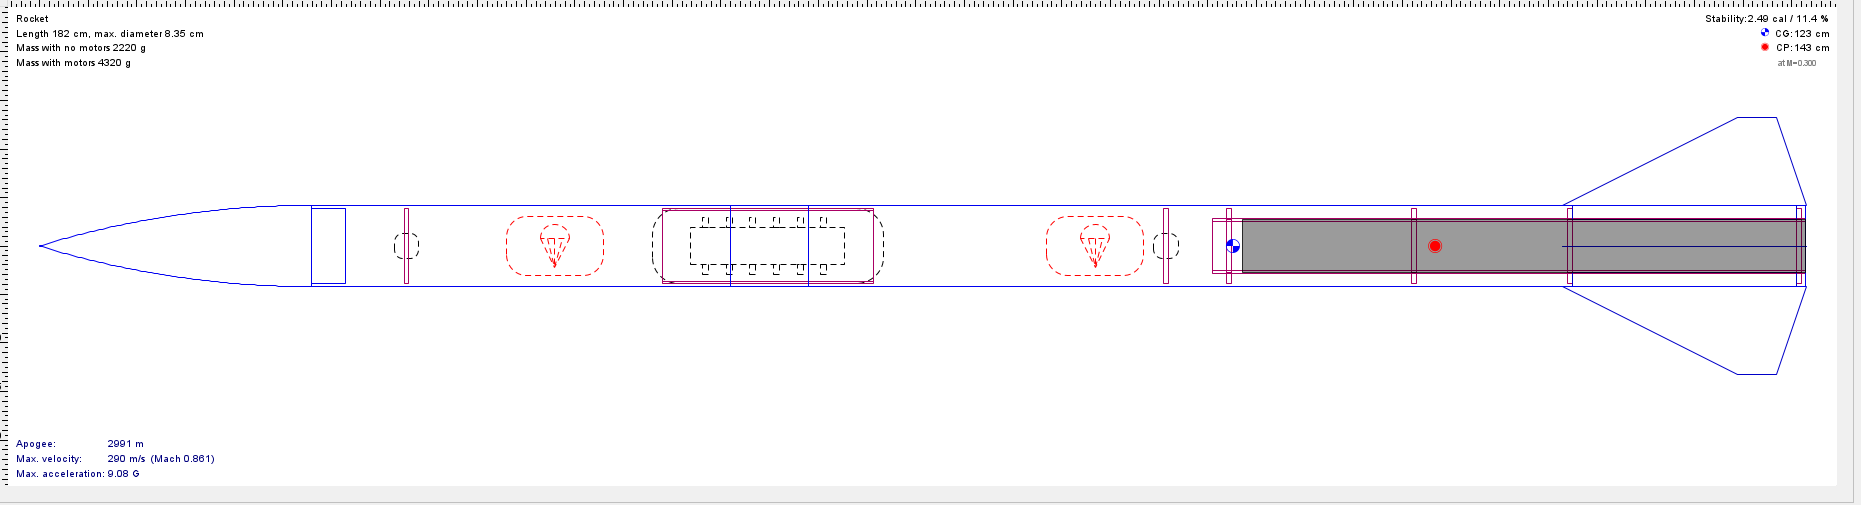 Rocket
Length 182 cm, max. diameter 8.35 cm
Mass with no motors 2220 g
Mass with motors 4320 g
Stability:2.49 cal / 11.4 %
CG:123 cm
CP:143 cm
at M=0.300
Apogee: 2991 m
Max. velocity: 290 m/s (Mach 0.861)
Max. acceleration: 9.08 G